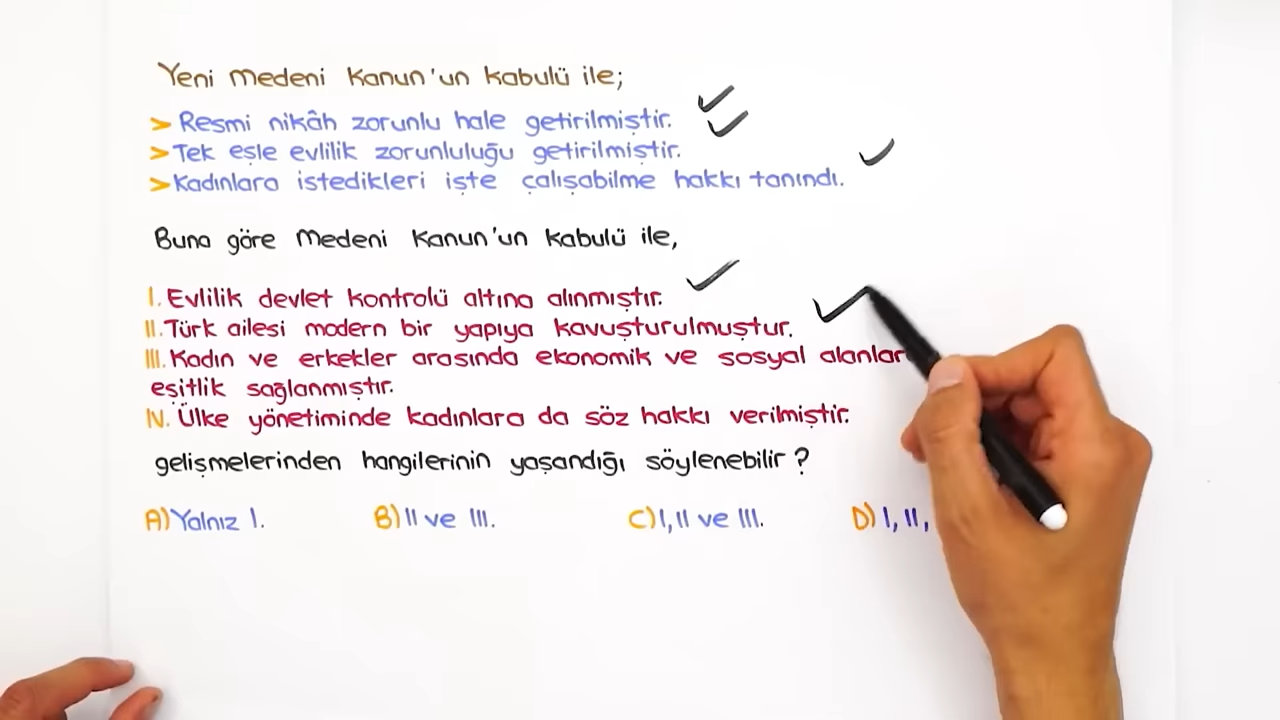 Yeni medeni Kanun'un kabulü ile;
> Resmi nikâh zorunlu hale getirilmiştir.
> Tek eşle evlilik zorunluluğu getirilmiştir.
> Kadınlara istedikleri işte çalışabilme hakkı tanındı.
Buna göre Medeni Kanun'un kabulü ile,
I. Evlilik devlet kontrolü altına alınmıştır.
II. Türk ailesi modern bir yapıya kavuşturulmuştur.
III. Kadın ve erkekler arasında ekonomik ve sosyal alanlar
eşitlik sağlanmıştır.
IV. Ülke yönetiminde kadınlara da söz hakkı verilmiştir.
gelişmelerinden hangilerinin yaşandığı söylenebilir?
A) Yalnız I. B) II ve III. C) I, II ve III. D) I, II,